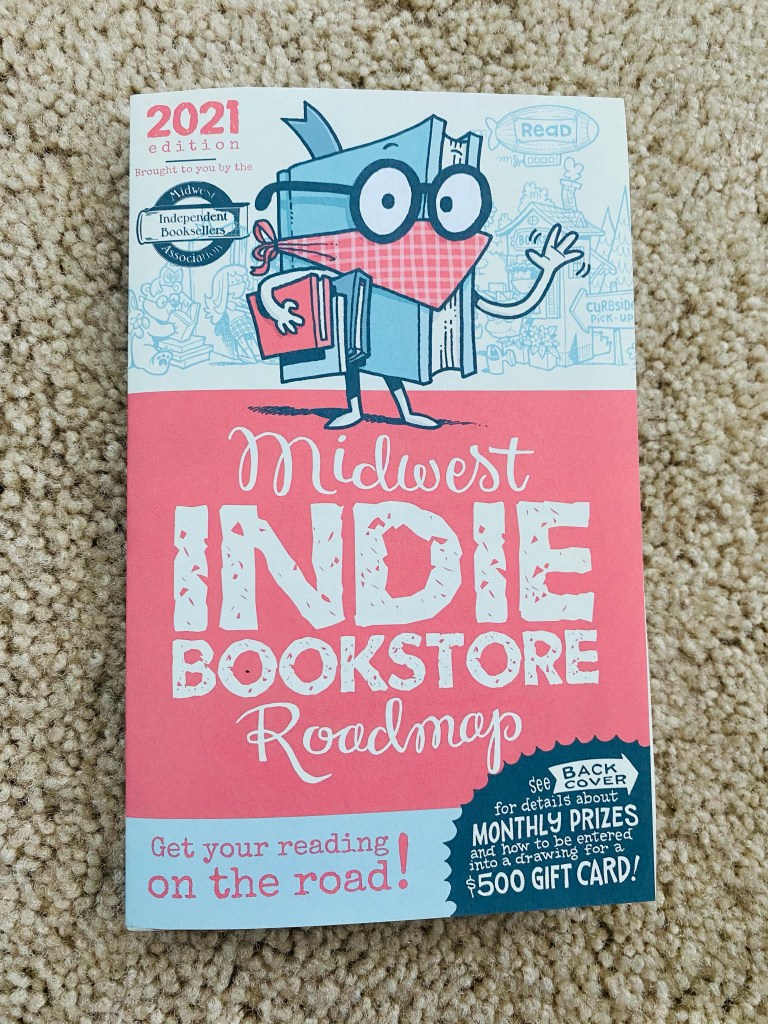 2021
edition
Brought to you by the
Midwest
Independent
Booksellers
Association
READ
CURBSIDE
PICK-UP
Midwest
INDIE
BOOKSTORE
Roadmap
Get your reading
on the road!
see BACK
COVER
for details about
MONTHLY PRIZES
and how to be entered
into a drawing for a
$500 GIFT CARD!